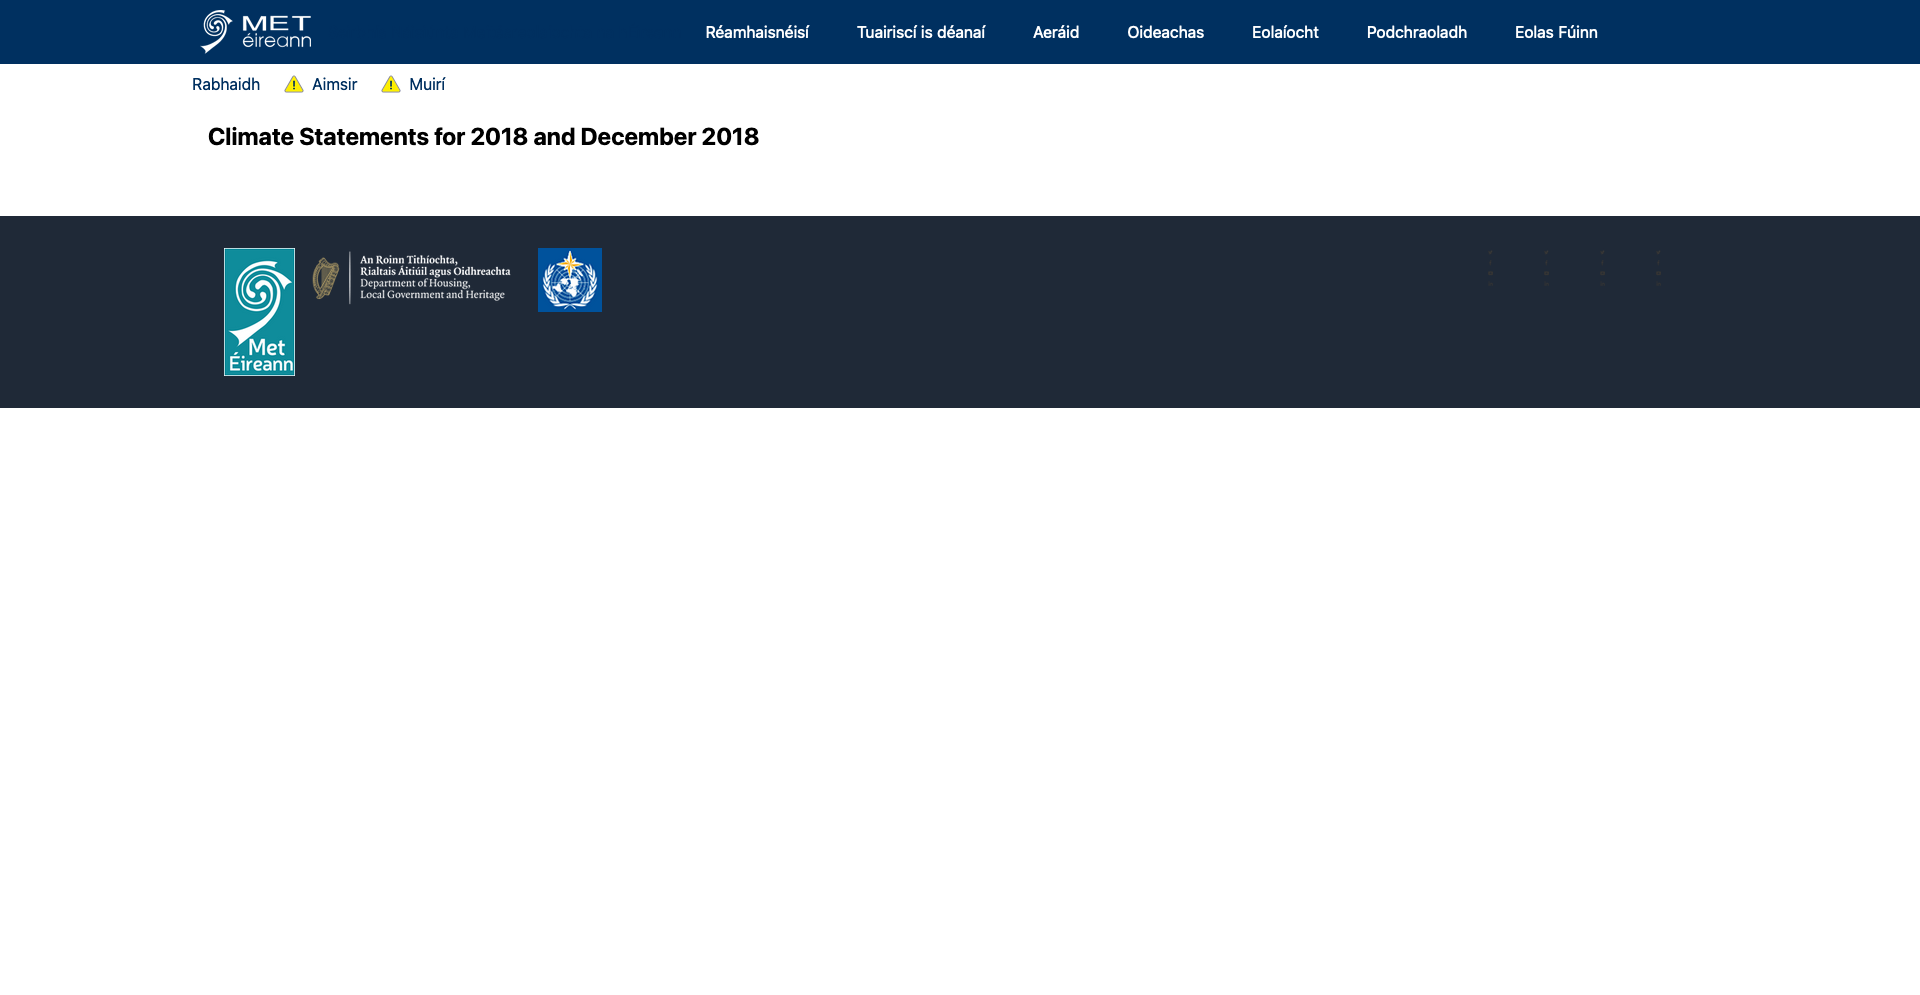 MET
éireann
Réamhaisnéisí
Tuairiscí is déanaí
Aeráid
Oideachas
Eolaíocht
Podchraoladh
Eolas Fúinn
Rabhaidh
Aimsir
Muirí
Climate Statements for 2018 and December 2018
Met
Éireann
An Roinn Tithíochta,
Rialtais Áitiúil agus Oidhreachta
Department of Housing,
Local Government and Heritage